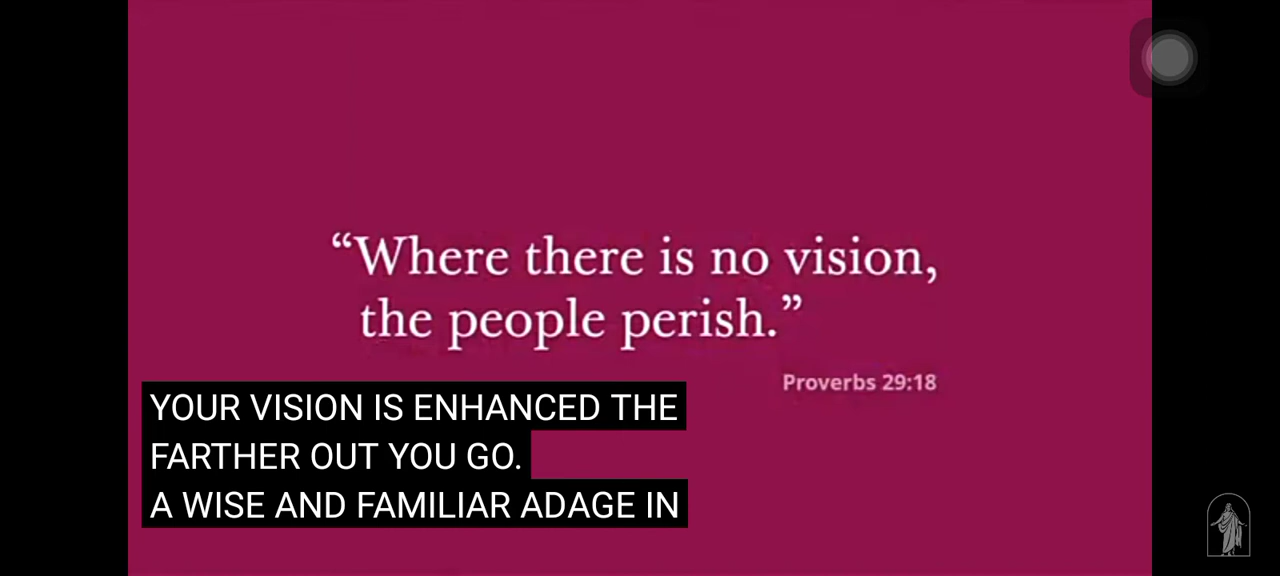 “Where there is no vision,
the people perish.”
Proverbs 29:18
YOUR VISION IS ENHANCED THE
FARTHER OUT YOU GO.
A WISE AND FAMILIAR ADAGE IN